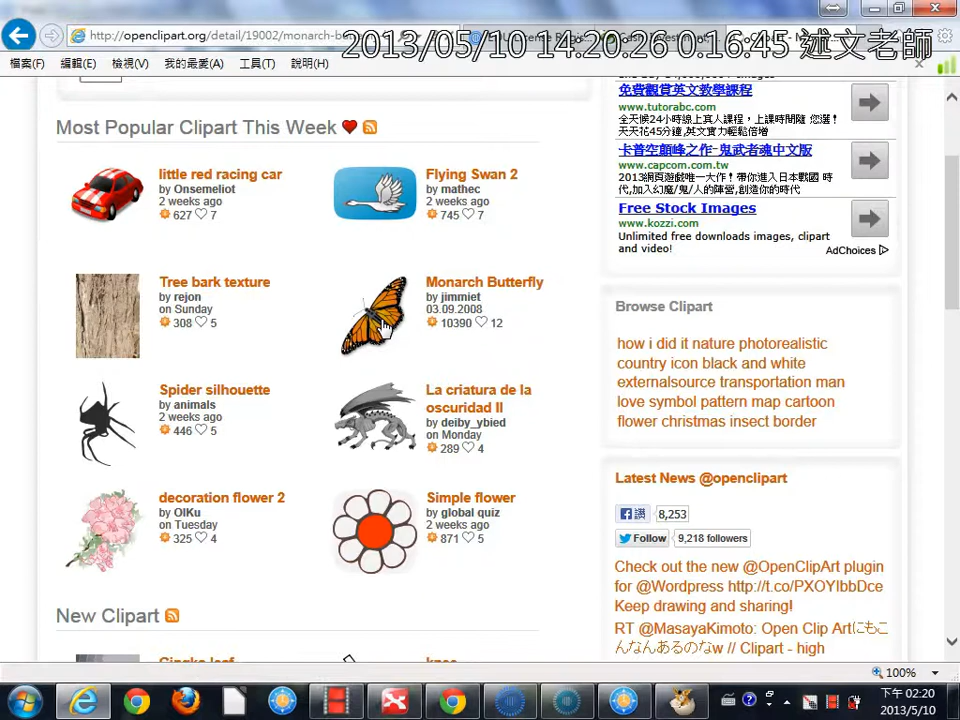 http://openclipart.org/detail/19002/monarch-b
2013/05/10 14:20:26 0:16:45 述文老師
檔案(F) 編輯(E) 檢視(V) 我的最愛(A) 工具(T) 說明(H)
Most Popular Clipart This Week
little red racing car
by Onsemeliot
2 weeks ago
627 7
Flying Swan 2
by mathec
2 weeks ago
745 7
Tree bark texture
by rejon
on Sunday
308 5
Monarch Butterfly
by jimmiet
03.09.2008
10390 12
Spider silhouette
by animals
2 weeks ago
446 5
La criatura de la
oscuridad II
by deiby_ybied
on Monday
289 4
decoration flower 2
by OlKu
on Tuesday
325 4
Simple flower
by global quiz
2 weeks ago
871 5
New Clipart
免費觀賞英文教學課程
www.tutorabc.com
全天候24小時線上真人課程，上課時間隨 您選!
天天花45分鐘,英文實力輕鬆倍增
卡普空顛峰之作-鬼武者魂中文版
www.capcom.com.tw
2013網頁遊戲唯一大作！帶你進入日本戰國 時
代,加入幻魔/鬼/人的陣營,創造你的時代
Free Stock Images
www.kozzi.com
Unlimited free downloads images, clipart
and video!
AdChoices
Browse Clipart
how i did it nature photorealistic
country icon black and white
externalsource transportation man
love symbol pattern map cartoon
flower christmas insect border
Latest News @openclipart
讚 8,253
Follow 9,218 followers
Check out the new @OpenClipArt plugin
for @Wordpress http://t.co/PXOYlbbDce
Keep drawing and sharing!
RT @MasayaKimoto: Open Clip Artにもこ
んなんあるのなw // Clipart - high
100%
下午 02:20
2013/5/10